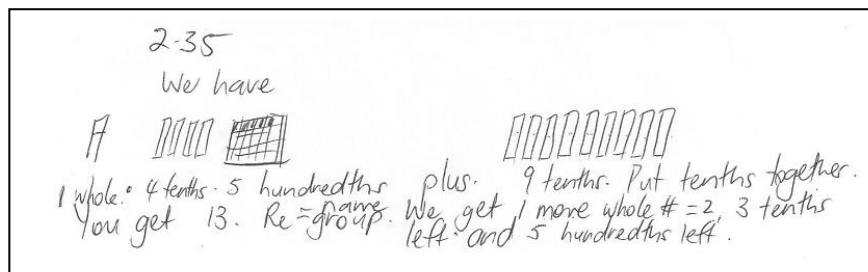 2.35
We have
1 whole. 4 tenths. 5 hundredths plus. 9 tenths. Put tenths together.
You get 13. Re = name group. We get 1 more whole # = 2, 3 tenths
left. and 5 hundredths left.